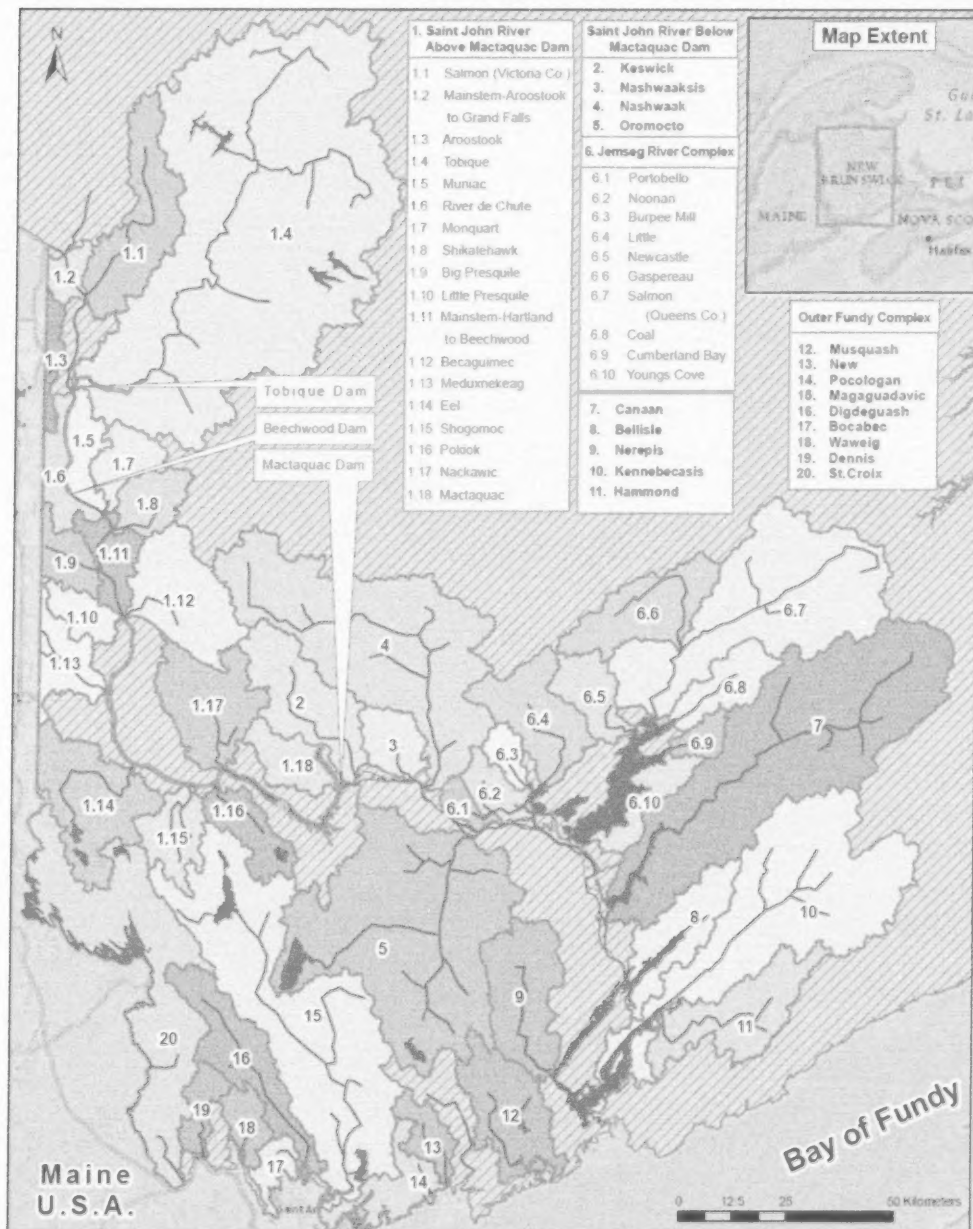 N
1. Saint John River
Above Mactaquac Dam
1.1 Salmon (Victoria Co.)
1.2 Mainstem-Aroostook
to Grand Falls
1.3 Aroostook
1.4 Tobique
1.5 Muniac
1.6 River de Chute
1.7 Monquart
1.8 Shikatehawk
1.9 Big Presquile
1.10 Little Presquile
1.11 Mainstem-Hartland
to Beechwood
1.12 Becaguimec
1.13 Meduxnekeag
1.14 Eel
1.15 Shogomoc
1.16 Pokiok
1.17 Nackawic
1.18 Mactaquac
Saint John River Below
Mactaquac Dam
2. Keswick
3. Nashwaaksis
4. Nashwaak
5. Oromocto
6. Jemseg River Complex
6.1 Portobello
6.2 Noonan
6.3 Burpee Mill
6.4 Little
6.5 Newcastle
6.6 Gaspereau
6.7 Salmon
(Queens Co.)
6.8 Coal
6.9 Cumberland Bay
6.10 Youngs Cove
7. Canaan
8. Bellisle
9. Nerepis
10. Kennebecasis
11. Hammond
Map Extent
St. La
NEW
BRUNSWICK
P E I
MAINE
NOVA SCO
Halifax
Outer Fundy Complex
12. Musquash
13. New
14. Pocologan
15. Magaguadavic
16. Digdeguash
17. Bocabec
18. Waweig
19. Dennis
20. St.Croix
1.4
1.1
1.2
1.3
Tobique Dam
Beechwood Dam
Mactaquac Dam
1.5
1.7
1.6
1.8
1.11
1.9
1.12
1.10
1.13
1.17
1.18
1.14
1.15
1.16
2
3
4
5
6.1
6.2
6.3
6.4
6.5
6.6
6.7
6.8
6.9
6.10
7
8
9
10
11
12
13
14
15
16
17
18
19
20
Maine
U.S.A.
Bay of Fundy
0 12.5 25 50 Kilometers